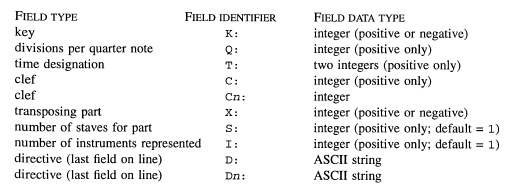 FIELD TYPE FIELD IDENTIFIER FIELD DATA TYPE
key K: integer (positive or negative)
divisions per quarter note Q: integer (positive only)
time designation T: two integers (positive only)
clef C: integer (positive only)
clef Cn: integer
transposing part X: integer (positive or negative)
number of staves for part S: integer (positive only; default = 1)
number of instruments represented I: integer (positive only; default = 1)
directive (last field on line) D: ASCII string
directive (last field on line) Dn: ASCII string